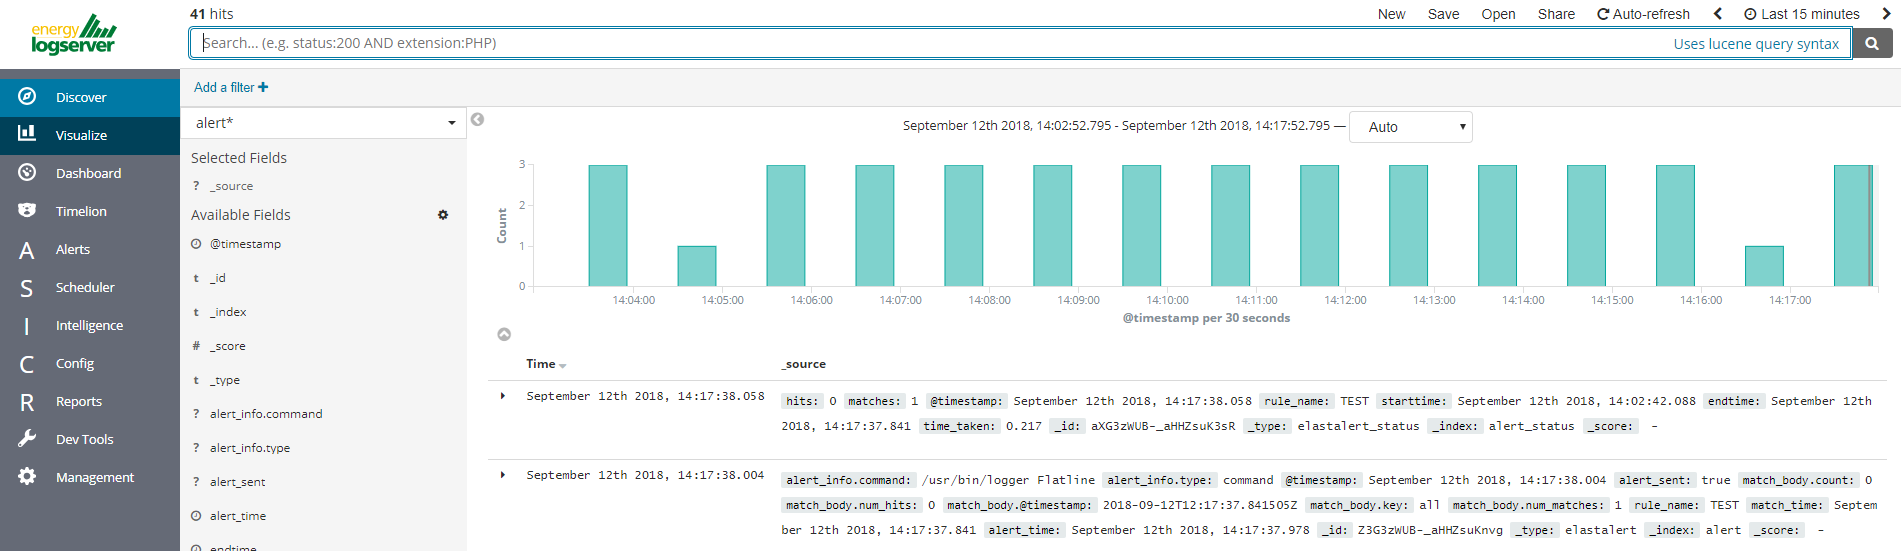 energy
logserver
41 hits
New Save Open Share Auto-refresh Last 15 minutes
Search... (e.g. status:200 AND extension:PHP) Uses lucene query syntax
Add a filter +
Discover
Visualize
Dashboard
Timelion
A Alerts
S Scheduler
I Intelligence
C Config
R Reports
Dev Tools
Management
alert*
Selected Fields
? _source
Available Fields
@timestamp
t _id
t _index
# _score
t _type
? alert_info.command
? alert_info.type
? alert_sent
alert_time
endtime
September 12th 2018, 14:02:52.795 - September 12th 2018, 14:17:52.795 — Auto
3
2
1
0
Count
14:04:00 14:05:00 14:06:00 14:07:00 14:08:00 14:09:00 14:10:00 14:11:00 14:12:00 14:13:00 14:14:00 14:15:00 14:16:00 14:17:00
@timestamp per 30 seconds
Time _source
September 12th 2018, 14:17:38.058 hits: 0 matches: 1 @timestamp: September 12th 2018, 14:17:38.058 rule_name: TEST starttime: September 12th 2018, 14:02:42.088 endtime: September 12th
2018, 14:17:37.841 time_taken: 0.217 _id: aXG3zWUB-_aHHZsuK3sR _type: elastalert_status _index: alert_status _score: -
September 12th 2018, 14:17:38.004 alert_info.command: /usr/bin/logger Flatline alert_info.type: command @timestamp: September 12th 2018, 14:17:38.004 alert_sent: true match_body.count: 0
match_body.num_hits: 0 match_body.@timestamp: 2018-09-12T12:17:37.841505Z match_body.key: all match_body.num_matches: 1 rule_name: TEST match_time: Septem
ber 12th 2018, 14:17:37.841 alert_time: September 12th 2018, 14:17:37.978 _id: Z3G3zWUB-_aHHZsuKnvg _type: elastalert _index: alert _score: -